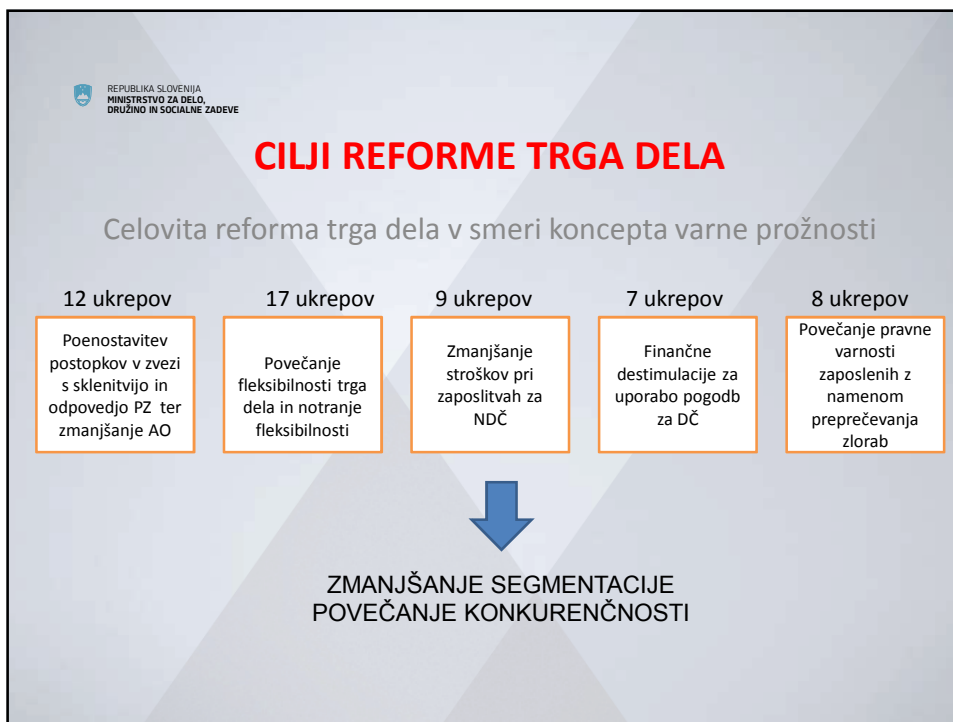 REPUBLIKA SLOVENIJA
MINISTRSTVO ZA DELO,
DRUŽINO IN SOCIALNE ZADEVE
CILJI REFORME TRGA DELA
Celovita reforma trga dela v smeri koncepta varne prožnosti
12 ukrepov
Poenostavitev
postopkov v zvezi
s sklenitvijo in
odpovedjo PZ ter
zmanjšanje AO
17 ukrepov
Povečanje
fleksibilnosti trga
dela in notranje
fleksibilnosti
9 ukrepov
Zmanjšanje
stroškov pri
zaposlitvah za
NDČ
7 ukrepov
Finančne
destimulacije za
uporabo pogodb
za DČ
8 ukrepov
Povečanje pravne
varnosti
zaposlenih z
namenom
preprečevanja
zlorab
ZMANJŠANJE SEGMENTACIJE
POVEČANJE KONKURENČNOSTI